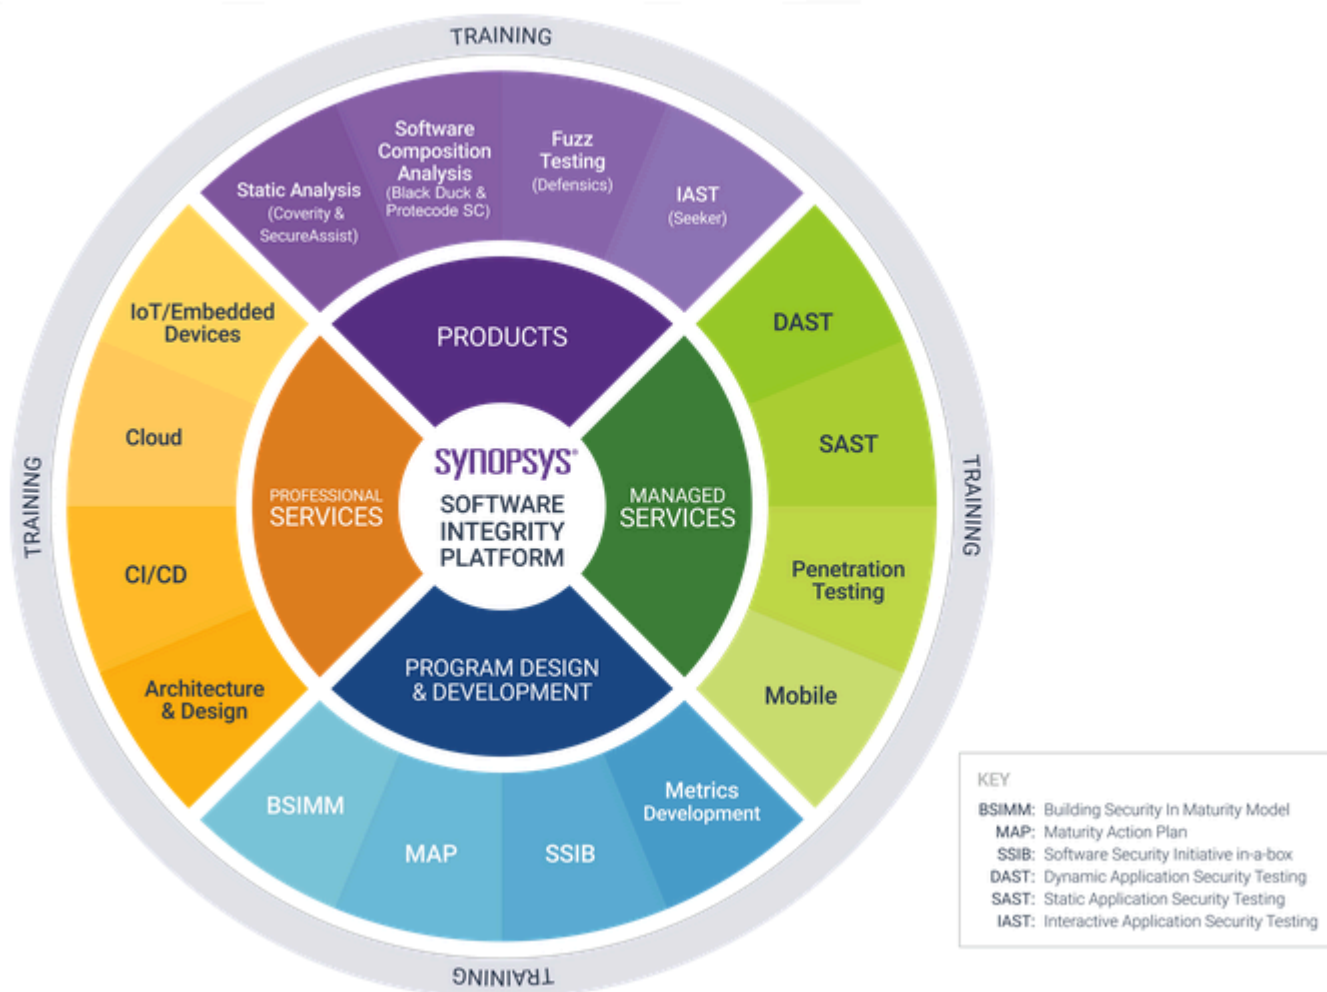 TRAINING
Static Analysis
(Coverity &
SecureAssist)
Software
Composition
Analysis
(Black Duck &
Protecode SC)
Fuzz
Testing
(Defensics)
IAST
(Seeker)
PRODUCTS
IoT/Embedded
Devices
Cloud
CI/CD
Architecture
& Design
PROFESSIONAL
SERVICES
SYNOPSYS®
SOFTWARE
INTEGRITY
PLATFORM
MANAGED
SERVICES
DAST
SAST
Penetration
Testing
Mobile
PROGRAM DESIGN
& DEVELOPMENT
BSIMM
MAP
SSIB
Metrics
Development
TRAINING
TRAINING
TRAINING
KEY
BSIMM: Building Security In Maturity Model
MAP: Maturity Action Plan
SSIB: Software Security Initiative in-a-box
DAST: Dynamic Application Security Testing
SAST: Static Application Security Testing
IAST: Interactive Application Security Testing